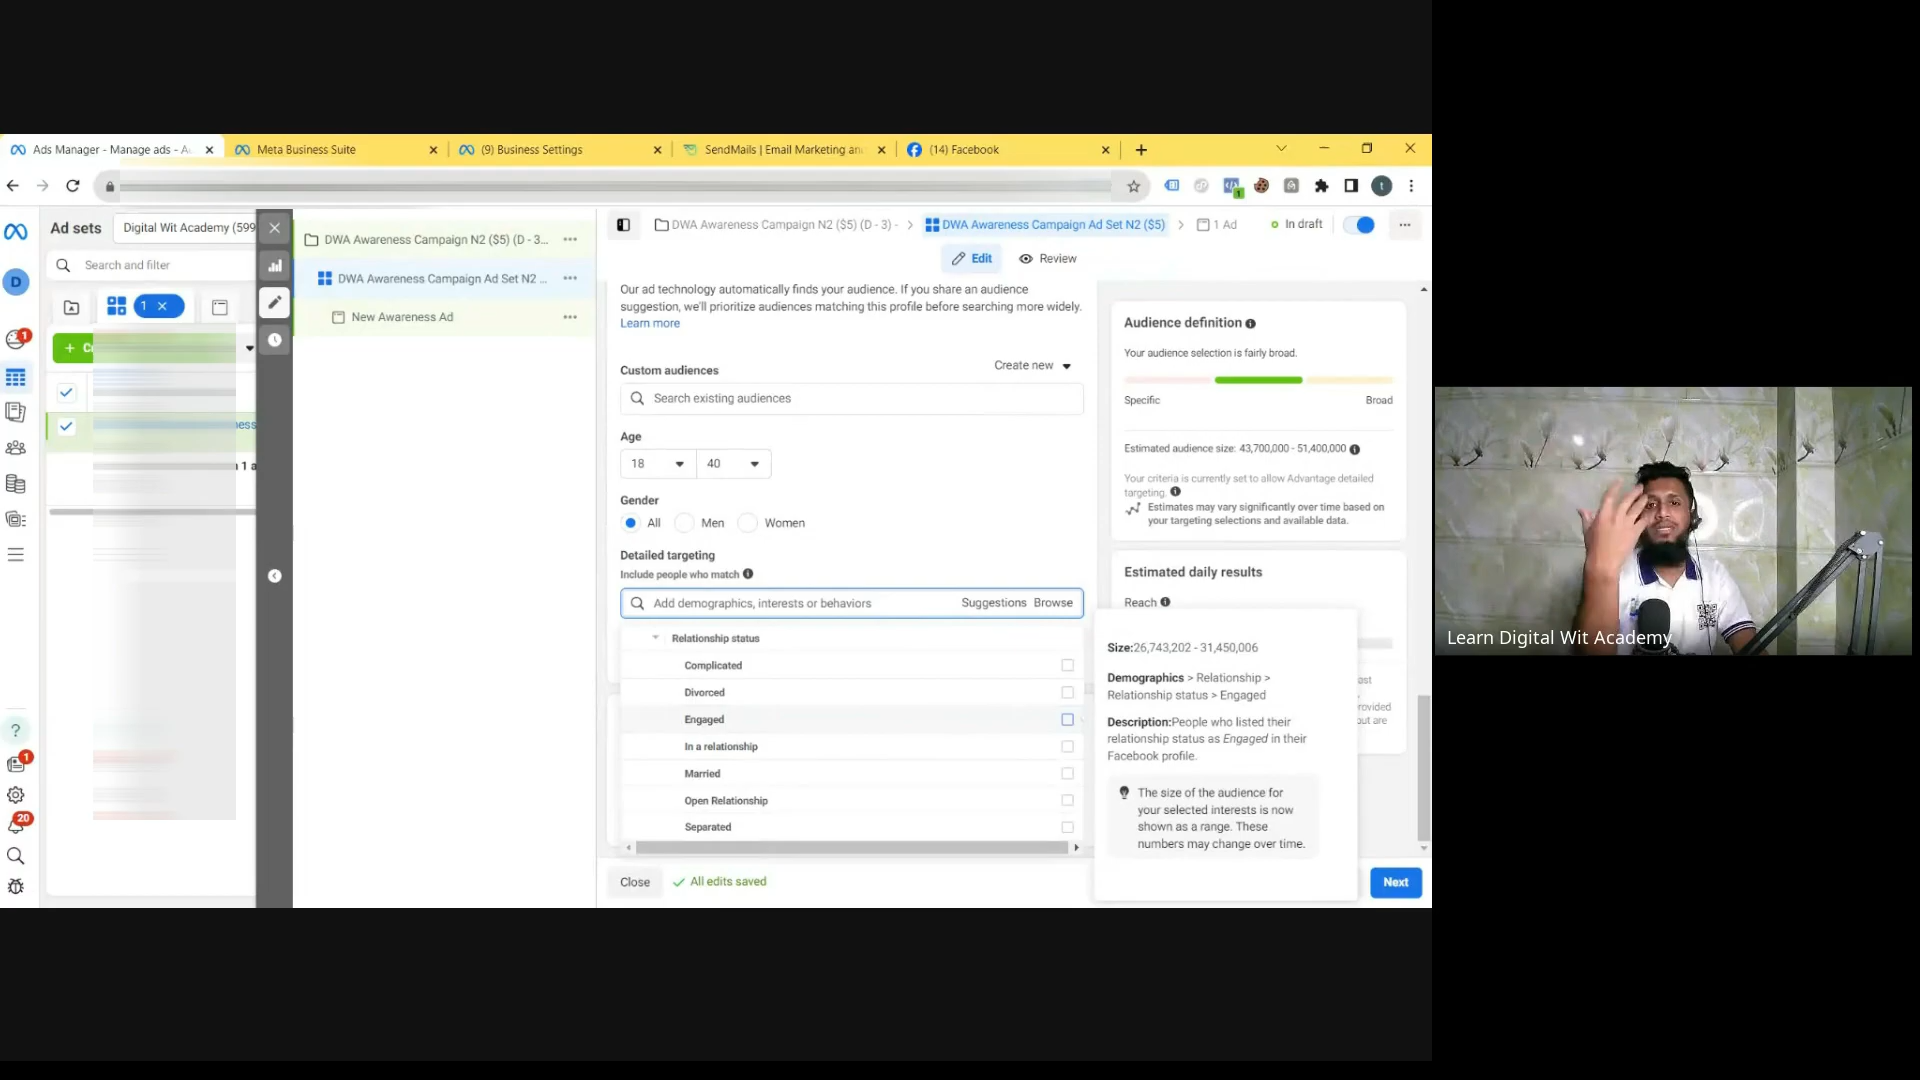 Ads Manager - Manage ads - A
Meta Business Suite
(9) Business Settings
SendMails | Email Marketing an
(14) Facebook
t
1
Ad sets
Digital Wit Academy (599
DWA Awareness Campaign N2 ($5) (D - 3...
DWA Awareness Campaign N2 ($5) (D - 3) -
DWA Awareness Campaign Ad Set N2 ($5)
1 Ad
In draft
Search and filter
Edit
Review
DWA Awareness Campaign Ad Set N2 ...
D
1
New Awareness Ad
Our ad technology automatically finds your audience. If you share an audience
suggestion, we'll prioritize audiences matching this profile before searching more widely.
Learn more
1
Custom audiences
Create new
Search existing audiences
Age
18
40
Gender
All
Men
Women
Detailed targeting
Include people who match
Add demographics, interests or behaviors
Suggestions
Browse
Relationship status
Complicated
Divorced
Engaged
In a relationship
Married
Open Relationship
Separated
Audience definition
Your audience selection is fairly broad.
Specific
Broad
Estimated audience size: 43,700,000 - 51,400,000
Your criteria is currently set to allow Advantage detailed
targeting.
Estimates may vary significantly over time based on
your targeting selections and available data.
Estimated daily results
Reach
Size:26,743,202 - 31,450,006
Demographics > Relationship >
Relationship status > Engaged
Description:People who listed their
relationship status as Engaged in their
Facebook profile.
The size of the audience for
your selected interests is now
shown as a range. These
numbers may change over time.
1
20
Close
All edits saved
Next
Learn Digital Wit Academy